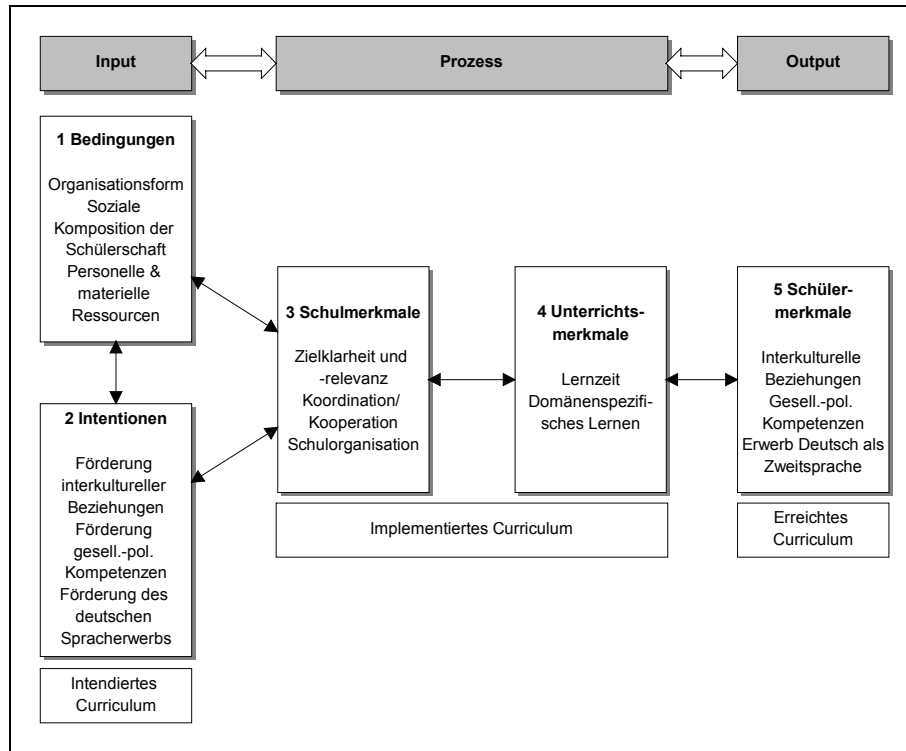 Input
Prozess
Output
1 Bedingungen
Organisationsform
Soziale
Komposition der
Schülerschaft
Personelle &
materielle
Ressourcen
2 Intentionen
Förderung
interkultureller
Beziehungen
Förderung
gesell.-pol.
Kompetenzen
Förderung des
deutschen
Spracherwerbs
Intendiertes
Curriculum
3 Schulmerkmale
Zielklarheit und
-relevanz
Koordination/
Kooperation
Schulorganisation
4 Unterrichts-
merkmale
Lernzeit
Domänenspezifi-
sches Lernen
Implementiertes Curriculum
5 Schüler-
merkmale
Interkulturelle
Beziehungen
Gesell.-pol.
Kompetenzen
Erwerb Deutsch als
Zweitsprache
Erreichtes
Curriculum